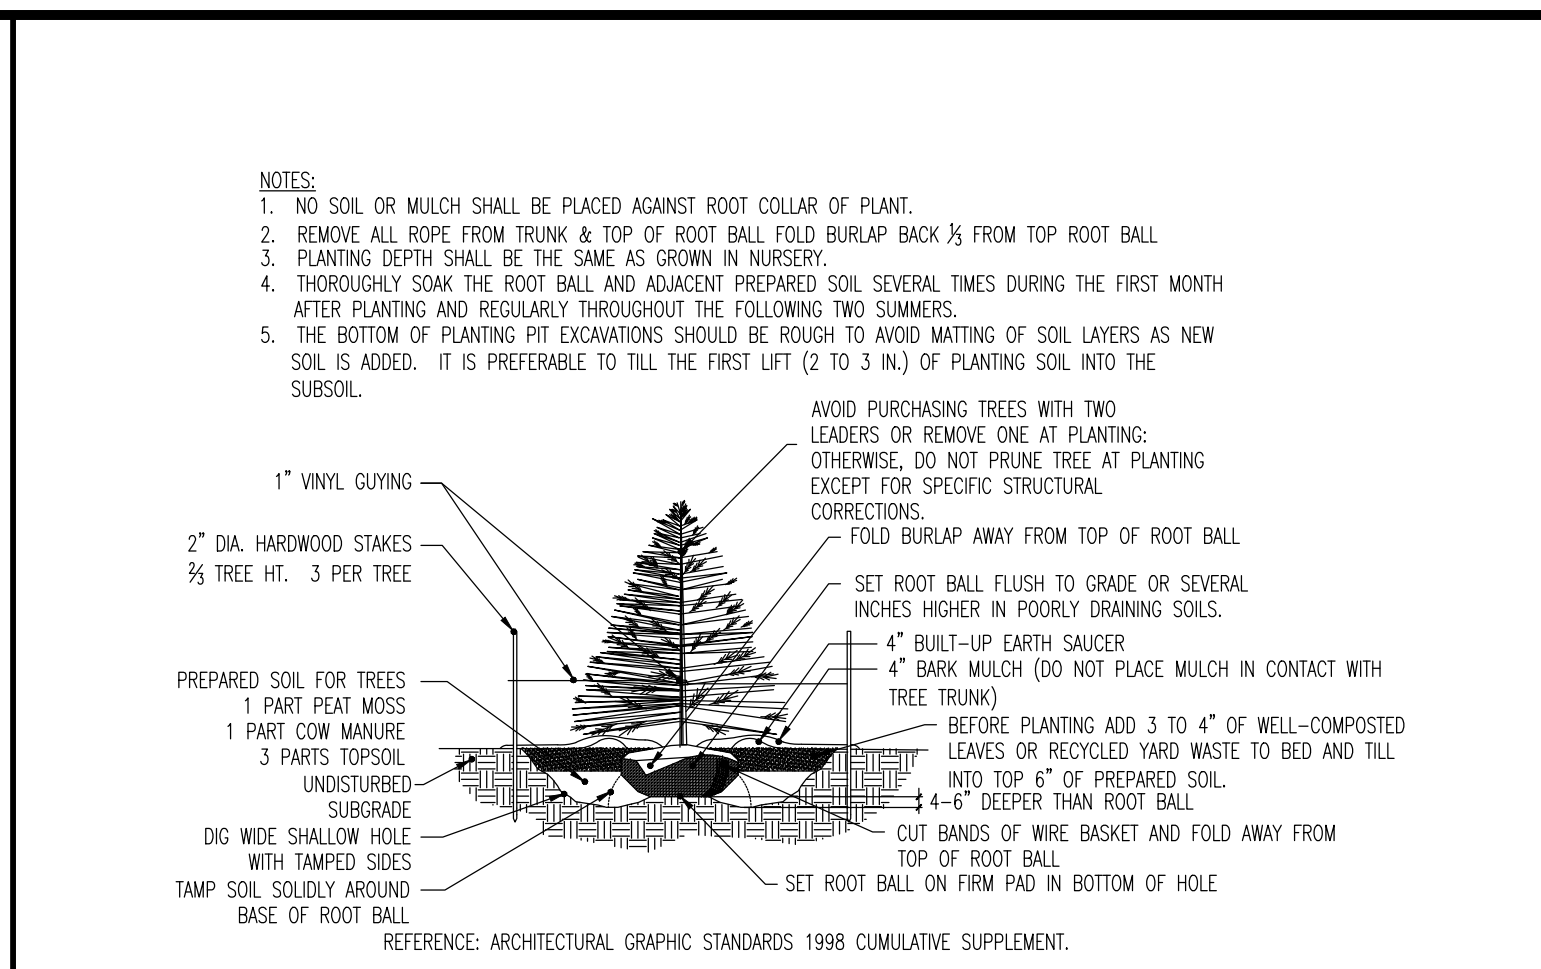 NOTES:
1. NO SOIL OR MULCH SHALL BE PLACED AGAINST ROOT COLLAR OF PLANT.
2. REMOVE ALL ROPE FROM TRUNK & TOP OF ROOT BALL FOLD BURLAP BACK ⅓ FROM TOP ROOT BALL
3. PLANTING DEPTH SHALL BE THE SAME AS GROWN IN NURSERY.
4. THOROUGHLY SOAK THE ROOT BALL AND ADJACENT PREPARED SOIL SEVERAL TIMES DURING THE FIRST MONTH
AFTER PLANTING AND REGULARLY THROUGHOUT THE FOLLOWING TWO SUMMERS.
5. THE BOTTOM OF PLANTING PIT EXCAVATIONS SHOULD BE ROUGH TO AVOID MATTING OF SOIL LAYERS AS NEW
SOIL IS ADDED. IT IS PREFERABLE TO TILL THE FIRST LIFT (2 TO 3 IN.) OF PLANTING SOIL INTO THE
SUBSOIL.
1" VINYL GUYING
2" DIA. HARDWOOD STAKES
⅔ TREE HT. 3 PER TREE
PREPARED SOIL FOR TREES
1 PART PEAT MOSS
1 PART COW MANURE
3 PARTS TOPSOIL
UNDISTURBED
SUBGRADE
DIG WIDE SHALLOW HOLE
WITH TAMPED SIDES
TAMP SOIL SOLIDLY AROUND
BASE OF ROOT BALL
AVOID PURCHASING TREES WITH TWO
LEADERS OR REMOVE ONE AT PLANTING:
OTHERWISE, DO NOT PRUNE TREE AT PLANTING
EXCEPT FOR SPECIFIC STRUCTURAL
CORRECTIONS.
FOLD BURLAP AWAY FROM TOP OF ROOT BALL
SET ROOT BALL FLUSH TO GRADE OR SEVERAL
INCHES HIGHER IN POORLY DRAINING SOILS.
4" BUILT-UP EARTH SAUCER
4" BARK MULCH (DO NOT PLACE MULCH IN CONTACT WITH
TREE TRUNK)
BEFORE PLANTING ADD 3 TO 4" OF WELL-COMPOSTED
LEAVES OR RECYCLED YARD WASTE TO BED AND TILL
INTO TOP 6" OF PREPARED SOIL.
4-6" DEEPER THAN ROOT BALL
CUT BANDS OF WIRE BASKET AND FOLD AWAY FROM
TOP OF ROOT BALL
SET ROOT BALL ON FIRM PAD IN BOTTOM OF HOLE
REFERENCE: ARCHITECTURAL GRAPHIC STANDARDS 1998 CUMULATIVE SUPPLEMENT.